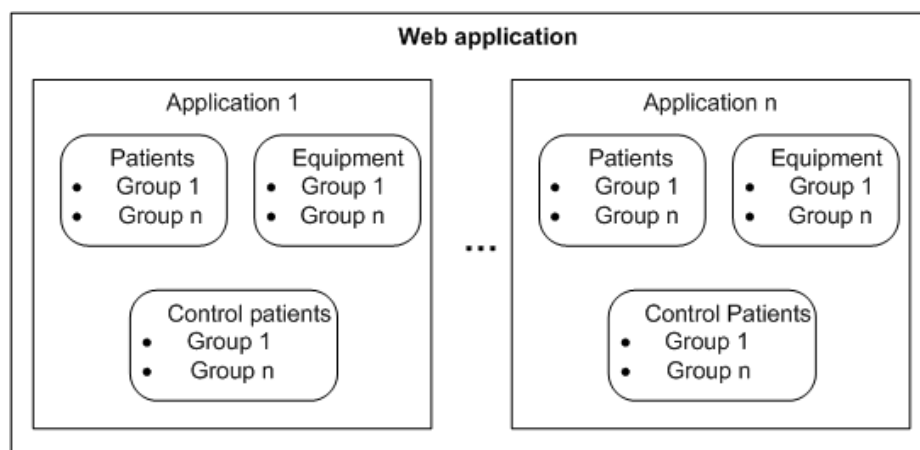 Web application
Application 1
Patients
• Group 1
• Group n
Equipment
• Group 1
• Group n
Control patients
• Group 1
• Group n
...
Application n
Patients
• Group 1
• Group n
Equipment
• Group 1
• Group n
Control Patients
• Group 1
• Group n